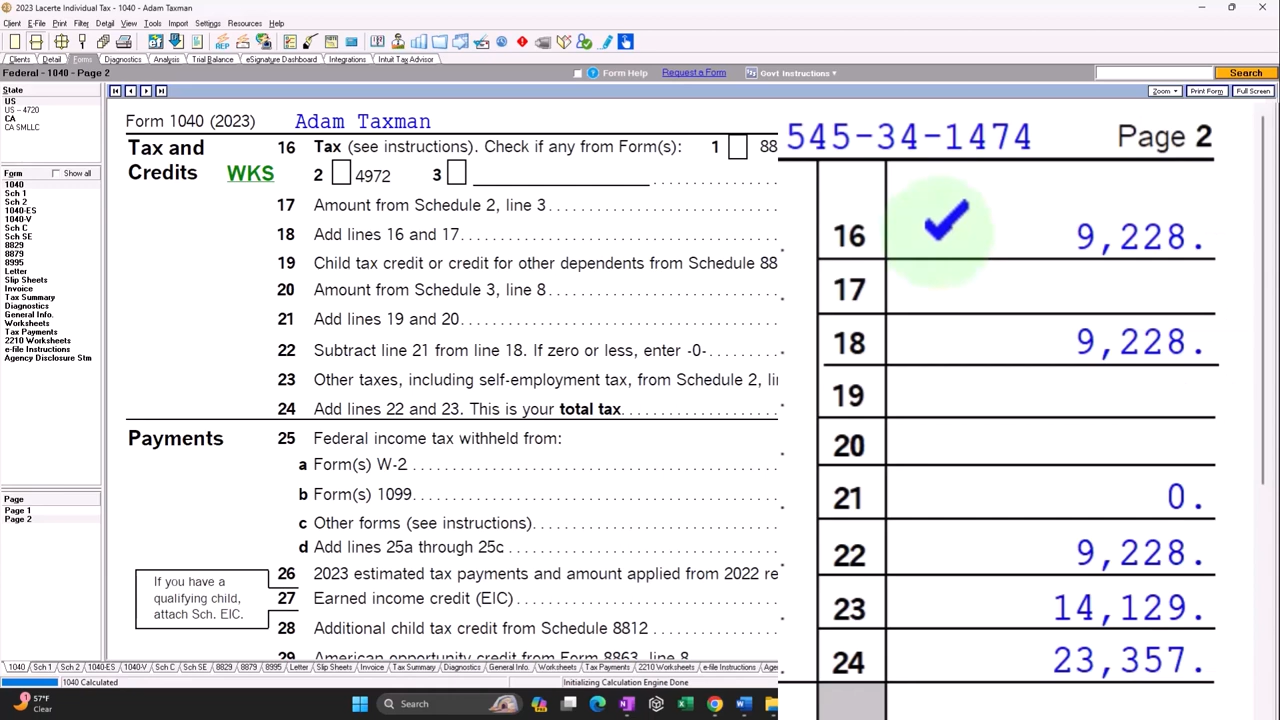 2023 Lacerte Individual Tax - 1040 - Adam Taxman
Client E-File Print Filter Detail View Tools Import Settings Resources Help
REP
Clients Detail Forms Diagnostics Analysis Trial Balance eSignature Dashboard Integrations Intuit Tax Advisor
Federal - 1040 - Page 2
Form Help Request a Form Govt Instructions Search
State
Zoom Print Form Full Screen
US
US - 4720
CA
CA SMLLC
Form Show all
1040
Sch 1
Sch 2
1040-ES
1040-V
Sch C
Sch SE
8829
8879
8995
Letter
Slip Sheets
Invoice
Tax Summary
Diagnostics
General Info.
Worksheets
Tax Payments
2210 Worksheets
e-file Instructions
Agency Disclosure Stm
Page
Page 1
Page 2
Form 1040 (2023) Adam Taxman 545-34-1474 Page 2
Tax and Credits
WKS
16 Tax (see instructions). Check if any from Form(s): 1 88
2 4972 3
16 9,228.
17 Amount from Schedule 2, line 3 17
18 Add lines 16 and 17 18 9,228.
19 Child tax credit or credit for other dependents from Schedule 88 19
20 Amount from Schedule 3, line 8 20
21 Add lines 19 and 20 21 0.
22 Subtract line 21 from line 18. If zero or less, enter -0- 22 9,228.
23 Other taxes, including self-employment tax, from Schedule 2, li 23 14,129.
24 Add lines 22 and 23. This is your total tax 24 23,357.
Payments
25 Federal income tax withheld from:
a Form(s) W-2
b Form(s) 1099
c Other forms (see instructions)
d Add lines 25a through 25c
26 2023 estimated tax payments and amount applied from 2022 re
If you have a
qualifying child,
attach Sch. EIC.
27 Earned income credit (EIC)
28 Additional child tax credit from Schedule 8812
29 American opportunity credit from Form 8863, line 8
1040 Sch 1 Sch 2 1040-ES 1040-V Sch C Sch SE 8829 8879 8995 Letter Slip Sheets Invoice Tax Summary Diagnostics General Info. Worksheets Tax Payments 2210 Worksheets e-file Instructions Age
1040 Calculated Initializing Calculation Engine Done
57°F
Clear
Search